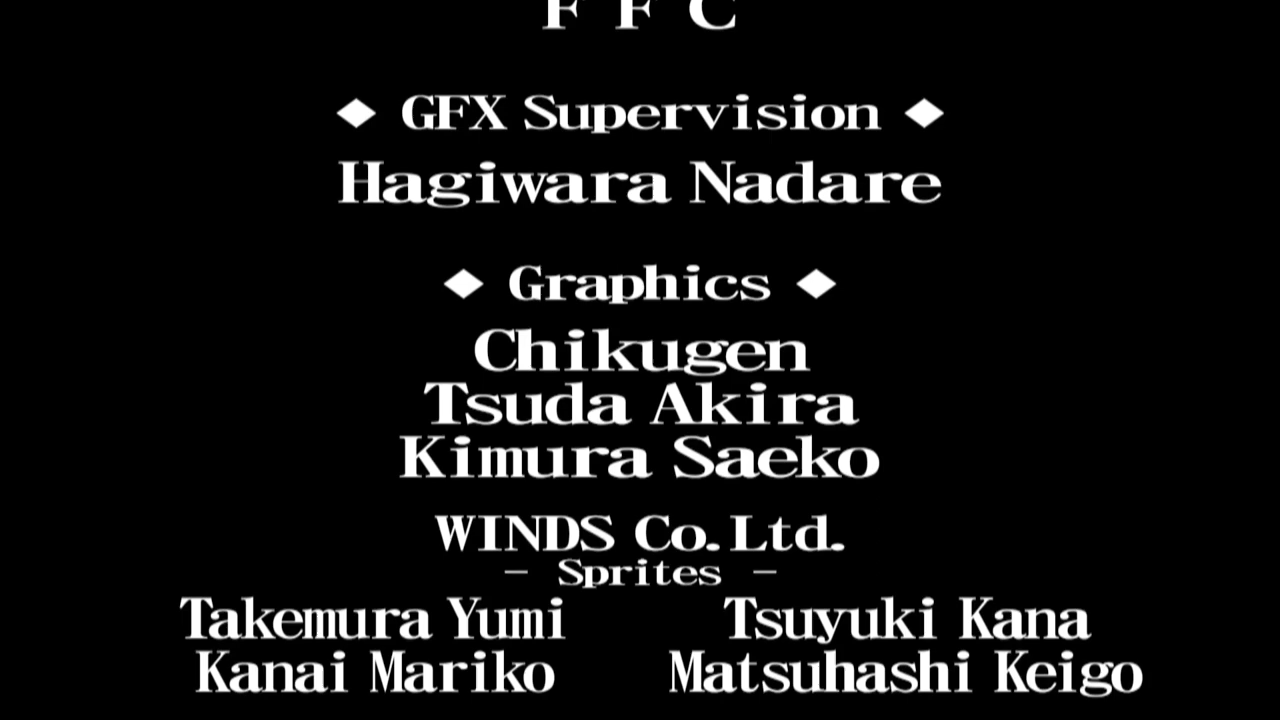 F F C
◆ GFX Supervision ◆
Hagiwara Nadare
◆ Graphics ◆
Chikugen
Tsuda Akira
Kimura Saeko
WINDS Co.Ltd.
— Sprites —
Takemura Yumi Tsuyuki Kana
Kanai Mariko Matsuhashi Keigo